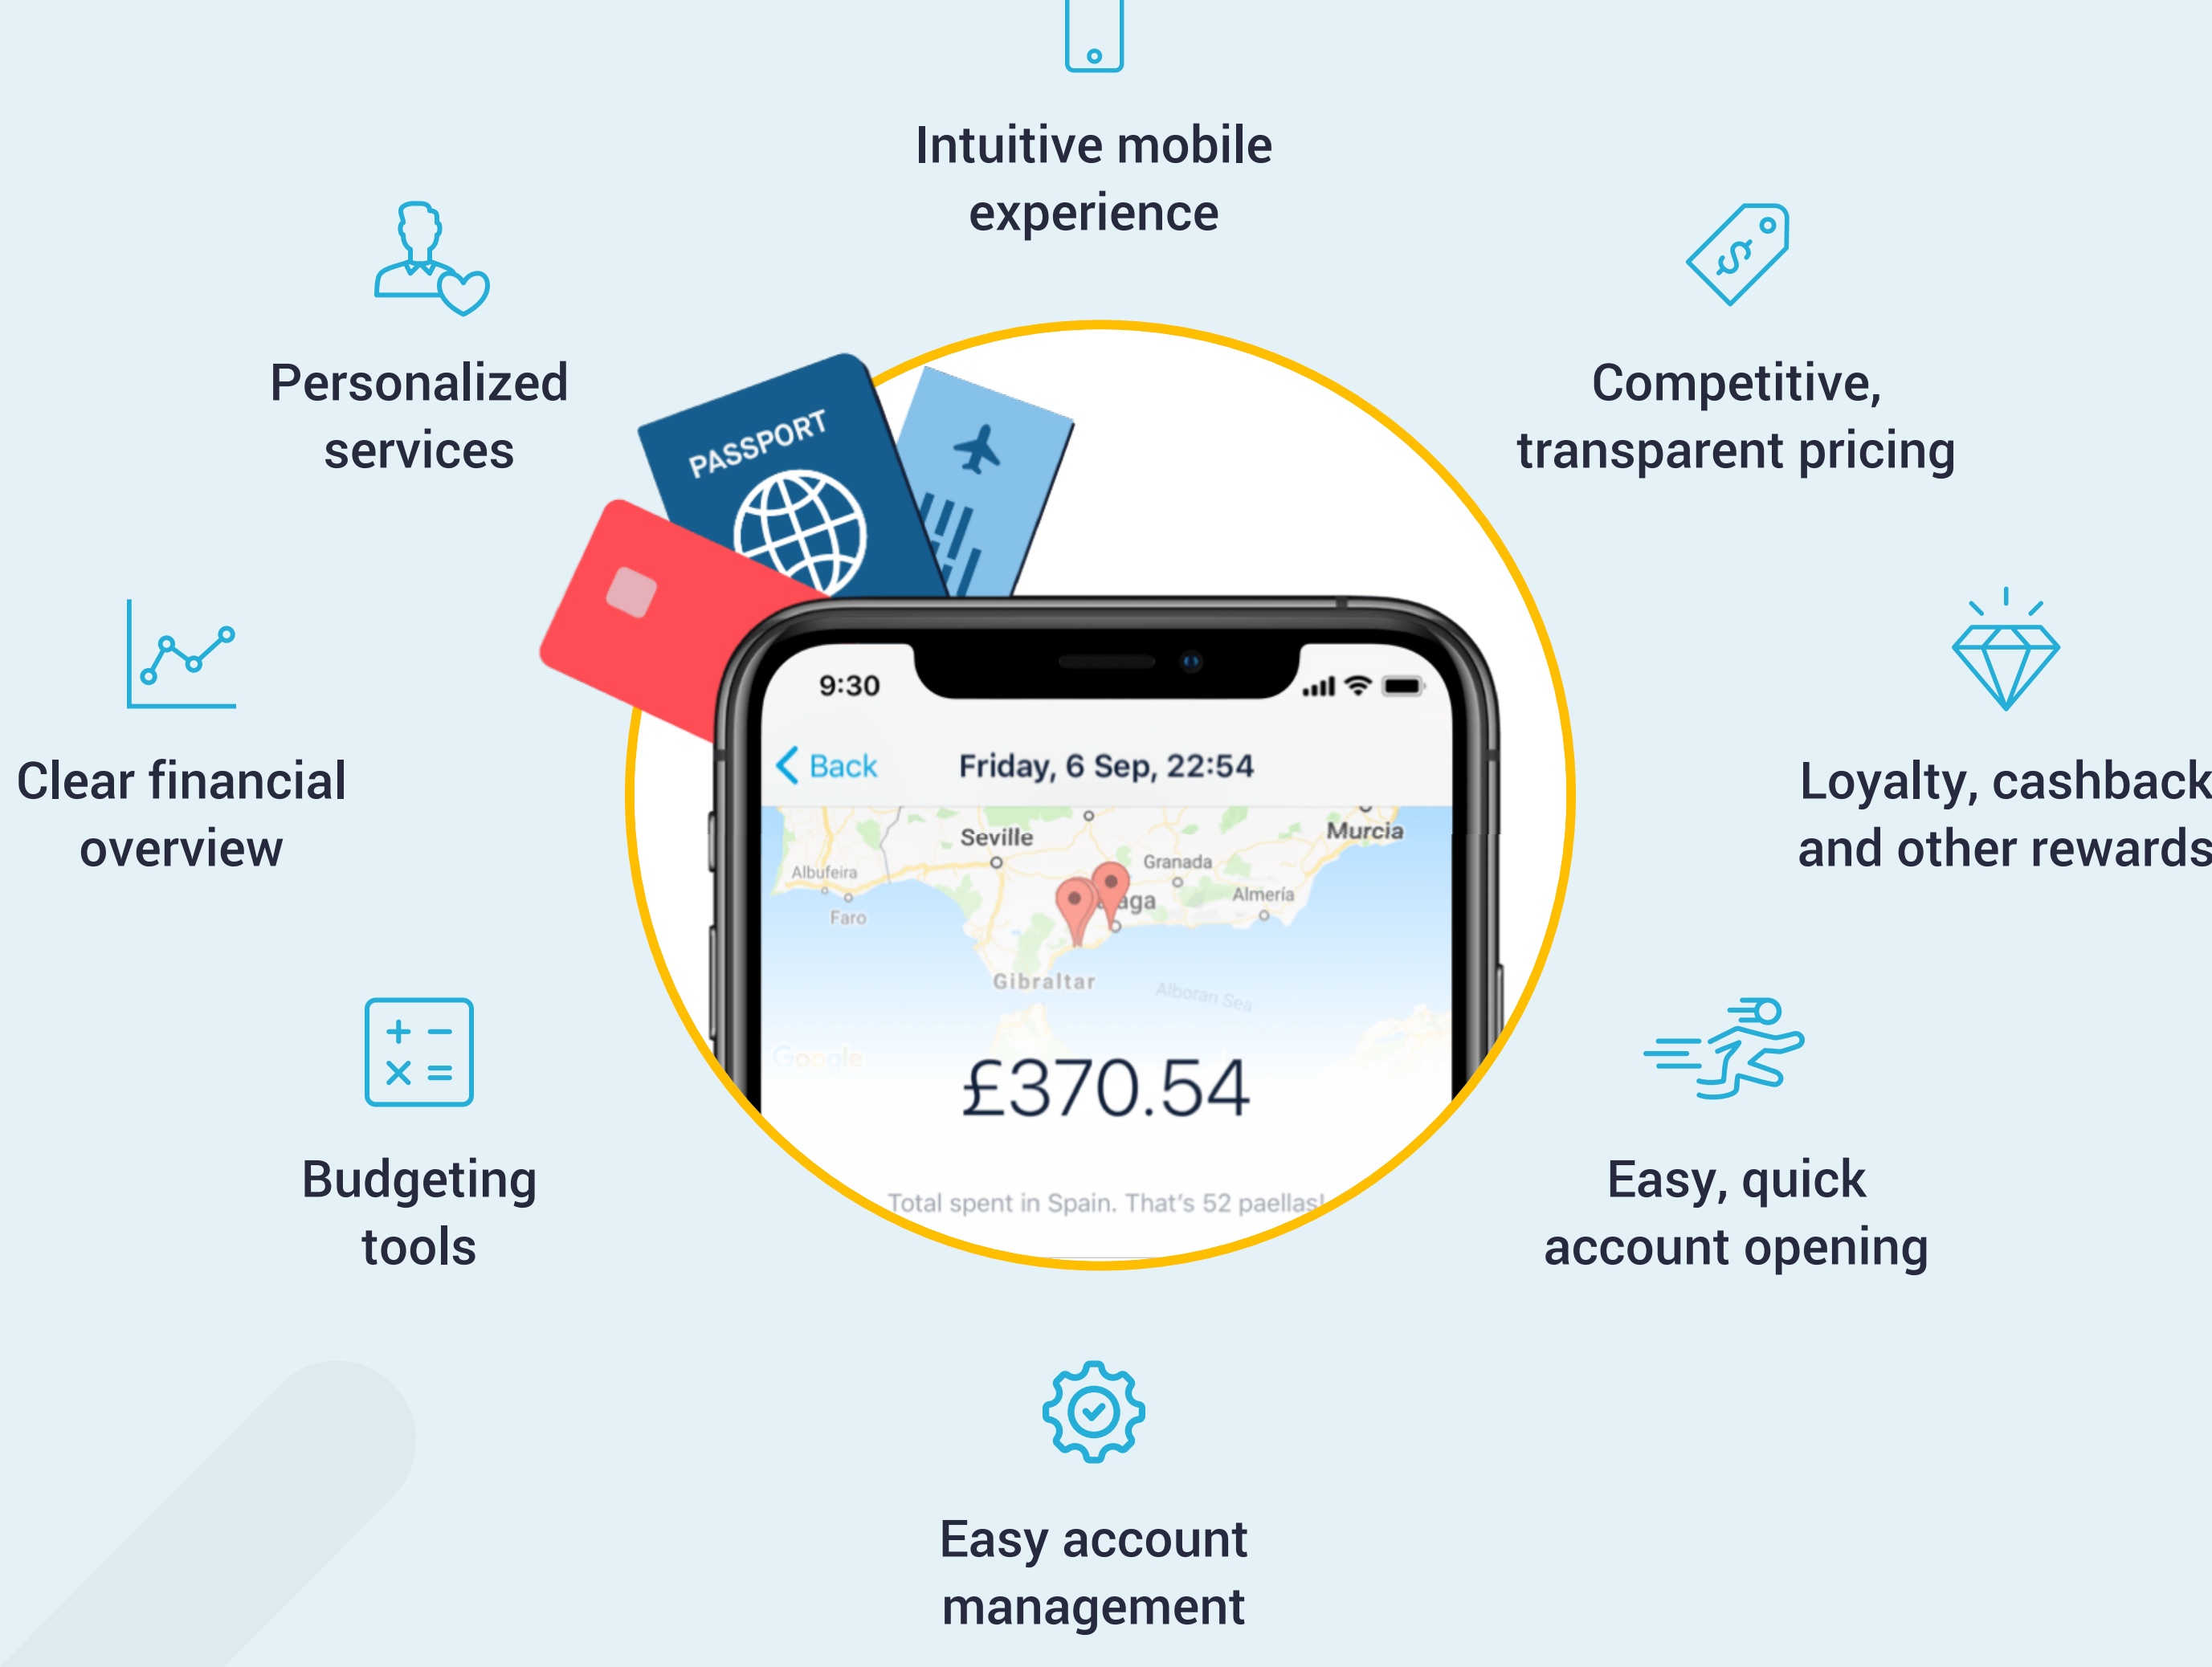 Intuitive mobile
experience
Personalized
services
Competitive,
transparent pricing
PASSPORT
Clear financial
overview
Loyalty, cashback
and other rewards
9:30
Back
Friday, 6 Sep, 22:54
Seville
Murcia
Albufeira
Granada
Faro
aga
Almería
Gibraltar
Alboran Sea
Google
£370.54
Total spent in Spain. That's 52 paellas!
Budgeting
tools
Easy, quick
account opening
Easy account
management